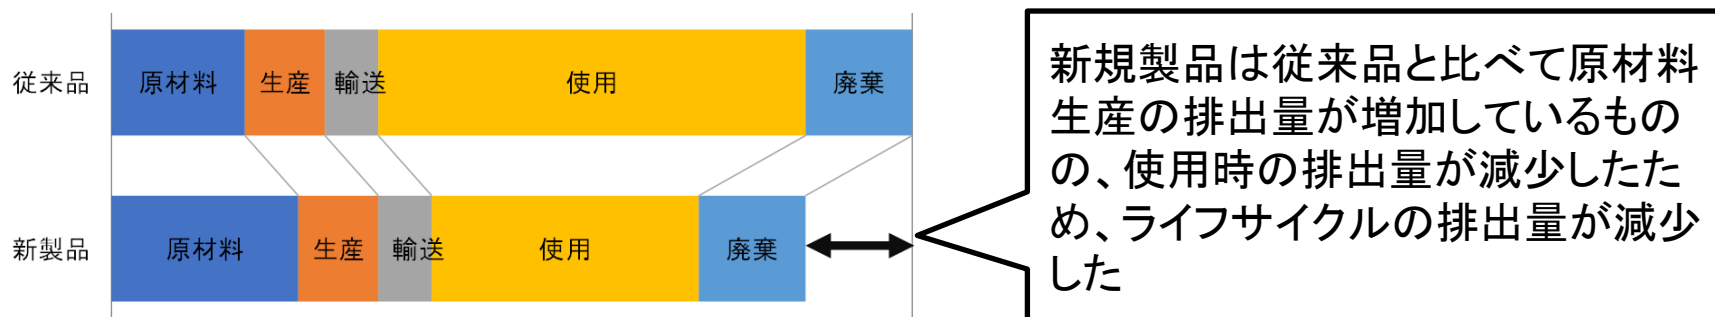 従来品
原材料
生産
輸送
使用
廃棄
新製品
原材料
生産
輸送
使用
廃棄
新規製品は従来品と比べて原材料
生産の排出量が増加しているもの
の、使用時の排出量が減少したた
め、ライフサイクルの排出量が減少
した